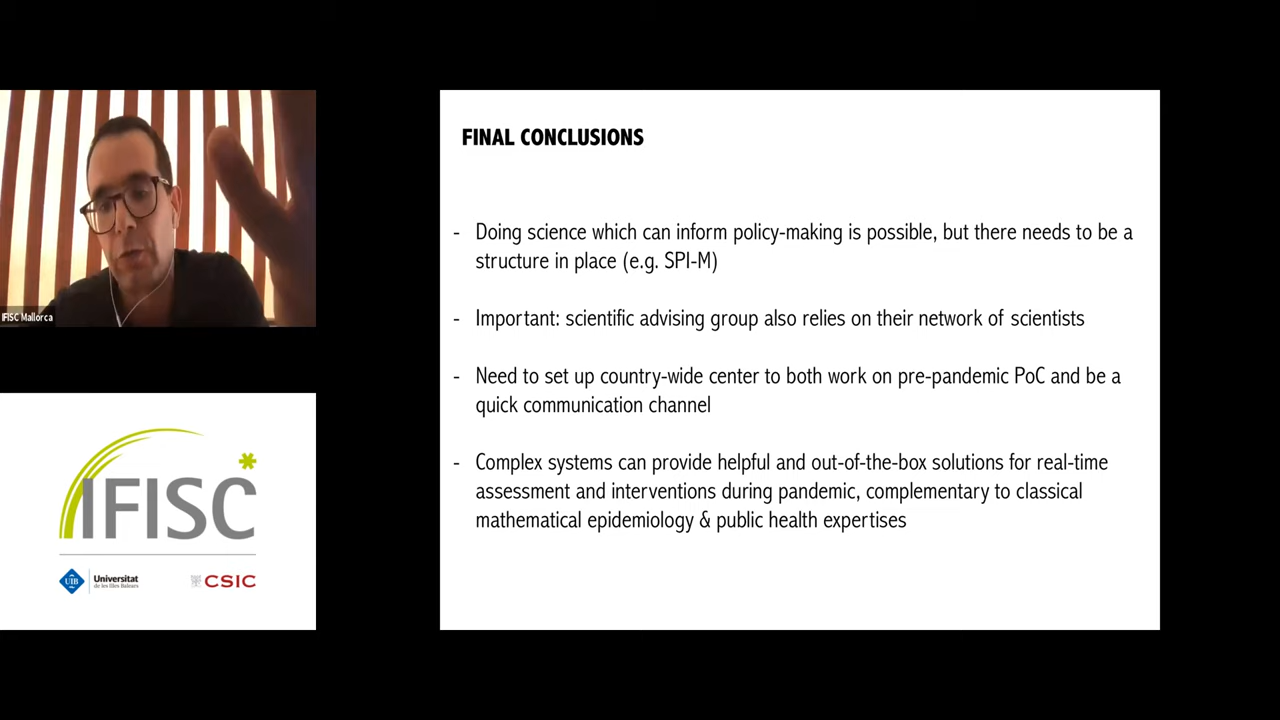 IFISC Mallorca
IFISC
UIB
Universitat
de les Illes Balears
CSIC
FINAL CONCLUSIONS
- Doing science which can inform policy-making is possible, but there needs to be a
structure in place (e.g. SPI-M)
- Important: scientific advising group also relies on their network of scientists
- Need to set up country-wide center to both work on pre-pandemic PoC and be a
quick communication channel
- Complex systems can provide helpful and out-of-the-box solutions for real-time
assessment and interventions during pandemic, complementary to classical
mathematical epidemiology & public health expertises